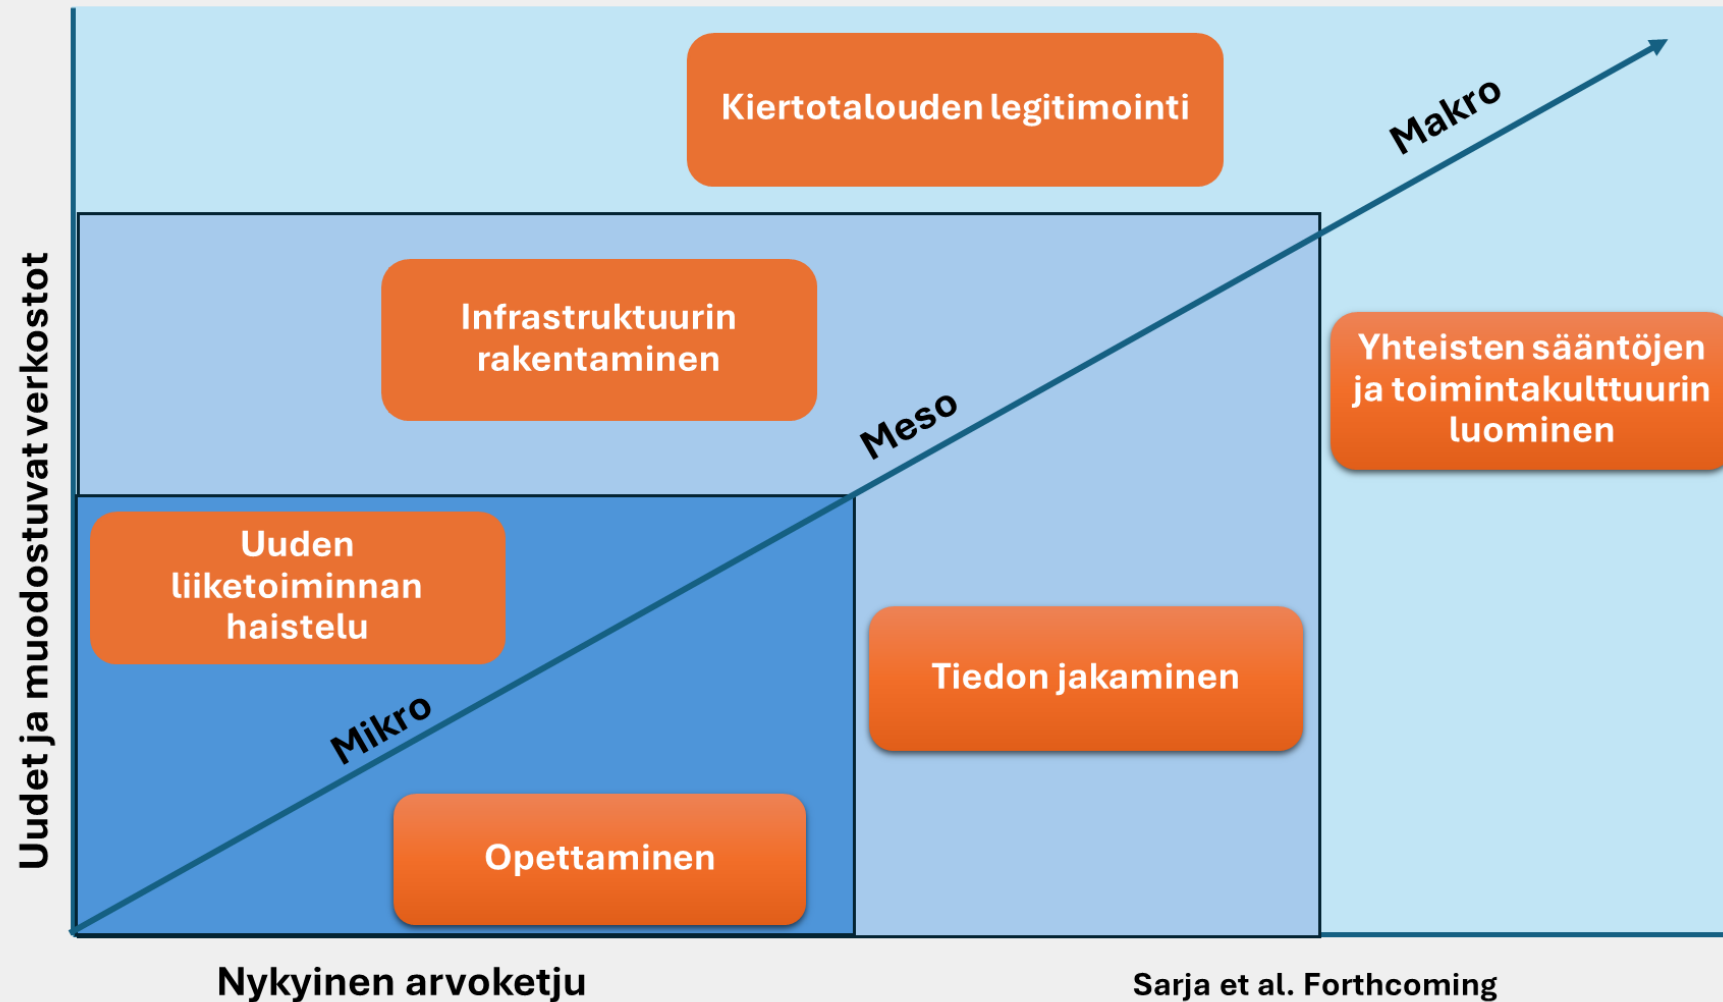 Kiertotalouden legitimointi
Makro
Uudet ja muodostuvat verkostot
Infrastruktuurin
rakentaminen
Yhteisten sääntöjen
ja toimintakulttuurin
luominen
Meso
Uuden
liiketoiminnan
haistelu
Tiedon jakaminen
Mikro
Opettaminen
Nykyinen arvoketju
Sarja et al. Forthcoming